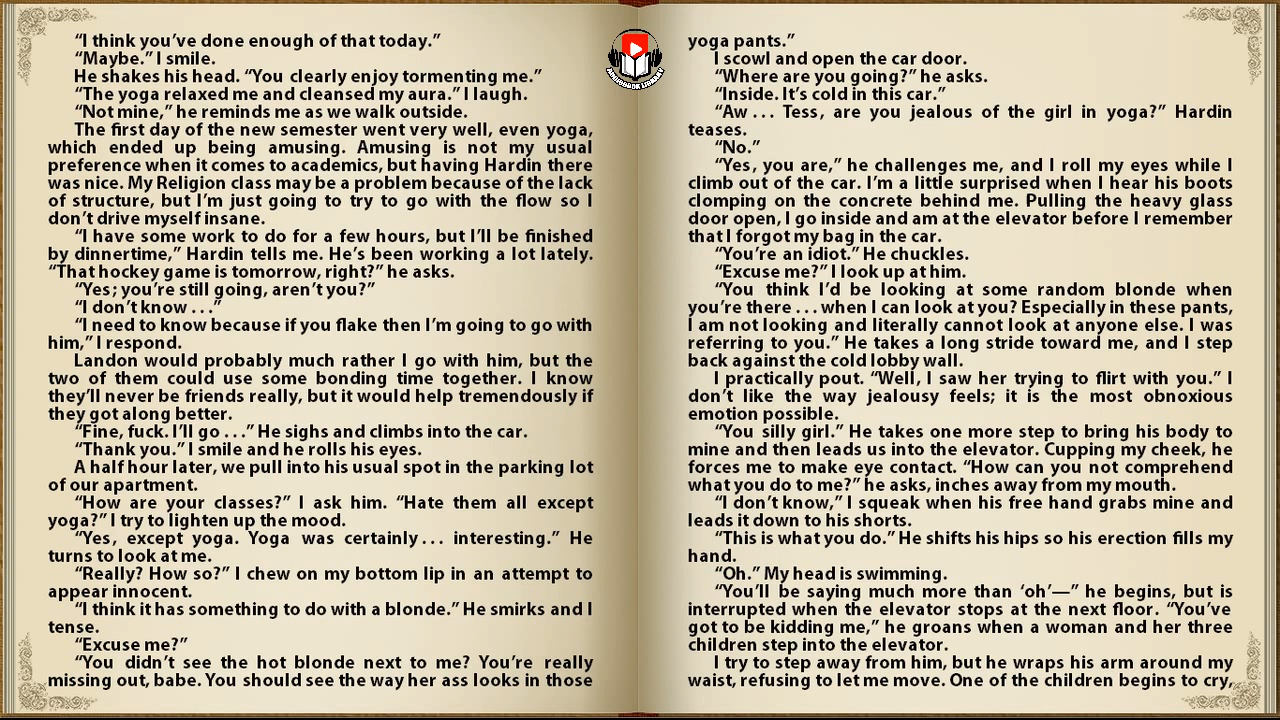 “I think you’ve done enough of that today.”
“Maybe.” I smile.
He shakes his head. “You clearly enjoy tormenting me.”
“The yoga relaxed me and cleansed my aura.” I laugh.
“Not mine,” he reminds me as we walk outside.
The first day of the new semester went very well, even yoga,
which ended up being amusing. Amusing is not my usual
preference when it comes to academics, but having Hardin there
was nice. My Religion class may be a problem because of the lack
of structure, but I’m just going to try to go with the flow so I
don’t drive myself insane.
“I have some work to do for a few hours, but I’ll be finished
by dinnertime,” Hardin tells me. He’s been working a lot lately.
“That hockey game is tomorrow, right?” he asks.
“Yes; you’re still going, aren’t you?”
“I don’t know . . .”
“I need to know because if you flake then I’m going to go with
him,” I respond.
Landon would probably much rather I go with him, but the
two of them could use some bonding time together. I know
they’ll never be friends really, but it would help tremendously if
they got along better.
“Fine, fuck. I’ll go . . .” He sighs and climbs into the car.
“Thank you.” I smile and he rolls his eyes.
A half hour later, we pull into his usual spot in the parking lot
of our apartment.
“How are your classes?” I ask him. “Hate them all except
yoga?” I try to lighten up the mood.
“Yes, except yoga. Yoga was certainly . . . interesting.” He
turns to look at me.
“Really? How so?” I chew on my bottom lip in an attempt to
appear innocent.
“I think it has something to do with a blonde.” He smirks and I
tense.
“Excuse me?”
“You didn’t see the hot blonde next to me? You’re really
missing out, babe. You should see the way her ass looks in those
yoga pants.”
I scowl and open the car door.
“Where are you going?” he asks.
“Inside. It’s cold in this car.”
“Aw . . . Tess, are you jealous of the girl in yoga?” Hardin
teases.
“No.”
“Yes, you are,” he challenges me, and I roll my eyes while I
climb out of the car. I’m a little surprised when I hear his boots
clomping on the concrete behind me. Pulling the heavy glass
door open, I go inside and am at the elevator before I remember
that I forgot my bag in the car.
“You’re an idiot.” He chuckles.
“Excuse me?” I look up at him.
“You think I’d be looking at some random blonde when
you’re there . . . when I can look at you? Especially in these pants,
I am not looking and literally cannot look at anyone else. I was
referring to you.” He takes a long stride toward me, and I step
back against the cold lobby wall.
I practically pout. “Well, I saw her trying to flirt with you.” I
don’t like the way jealousy feels; it is the most obnoxious
emotion possible.
“You silly girl.” He takes one more step to bring his body to
mine and then leads us into the elevator. Cupping my cheek, he
forces me to make eye contact. “How can you not comprehend
what you do to me?” he asks, inches away from my mouth.
“I don’t know,” I squeak when his free hand grabs mine and
leads it down to his shorts.
“This is what you do.” He shifts his hips so his erection fills my
hand.
“Oh.” My head is swimming.
“You’ll be saying much more than ‘oh’—” he begins, but is
interrupted when the elevator stops at the next floor. “You’ve
got to be kidding me,” he groans when a woman and her three
children step into the elevator.
I try to step away from him, but he wraps his arm around my
waist, refusing to let me move. One of the children begins to cry,